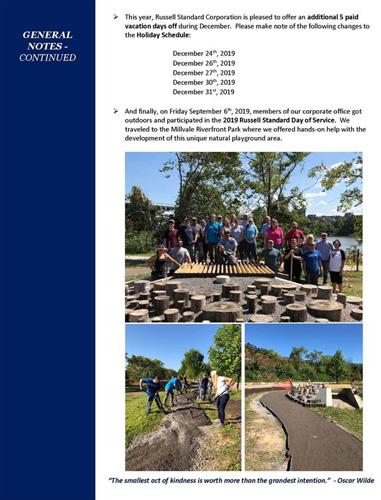 GENERAL
NOTES -
CONTINUED
➢ This year, Russell Standard Corporation is pleased to offer an additional 5 paid
vacation days off during December. Please make note of the following changes to
the Holiday Schedule:
December 24th, 2019
December 26th, 2019
December 27th, 2019
December 30th, 2019
December 31st, 2019
➢ And finally, on Friday September 6th, 2019, members of our corporate office got
outdoors and participated in the 2019 Russell Standard Day of Service. We
traveled to the Millvale Riverfront Park where we offered hands-on help with the
development of this unique natural playground area.
"The smallest act of kindness is worth more than the grandest intention." - Oscar Wilde